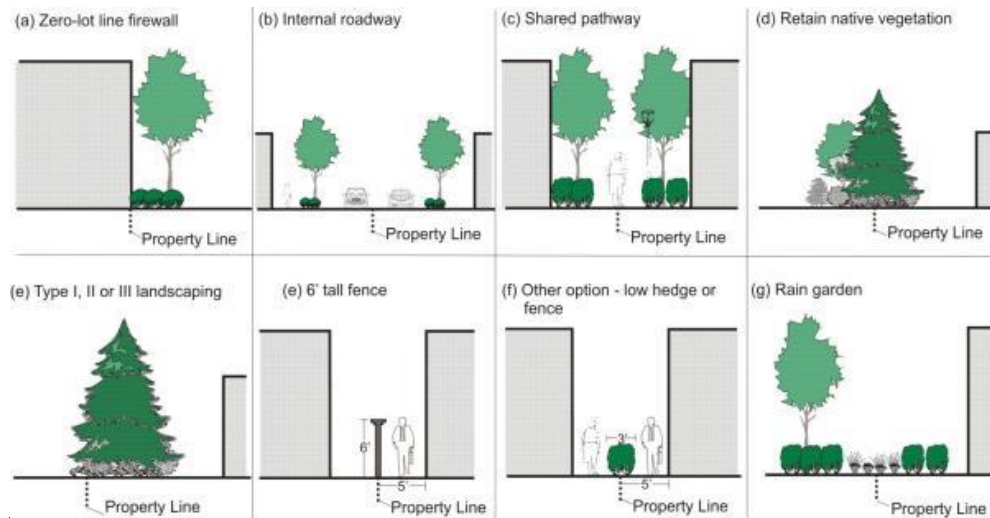 (a) Zero-lot line firewall
(b) Internal roadway
(c) Shared pathway
(d) Retain native vegetation
Property Line
Property Line
Property Line
Property Line
(e) Type I, II or III landscaping
(e) 6' tall fence
(f) Other option - low hedge or
fence
(g) Rain garden
6'
5'
3'
5'
Property Line
Property Line
Property Line
Property Line